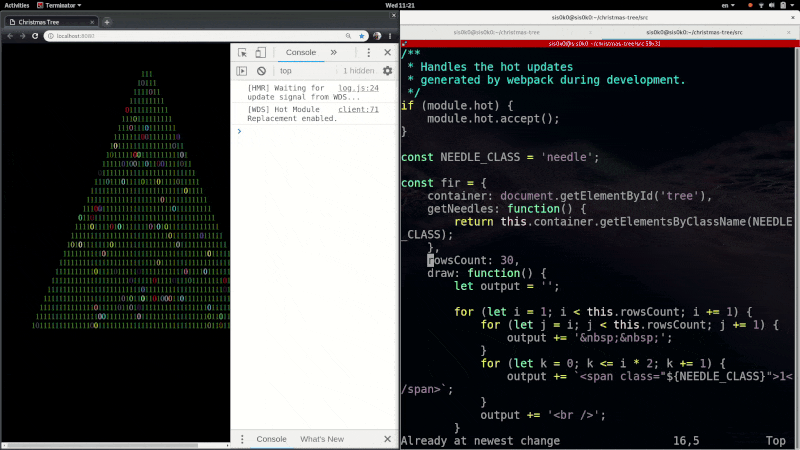 Activities
Terminator
Wed 11:21
en
Christmas Tree
localhost:8080
Console
top
1 hidden
[HMR] Waiting for update signal from WDS...
log.js:24
[WDS] Hot Module Replacement enabled.
client:71
Console
What's New
sis0k0@sis0k0:~/christmas-tree/src
sis0k0@sis0k0:~/christmas-tree
sis0k0@sis0k0:~/christmas-tree/src
sis0k0@sis0k0:~/christmas-tree/src 59x31
/**
 * Handles the hot updates
 * generated by webpack during development.
 */
if (module.hot) {
    module.hot.accept();
}
const NEEDLE_CLASS = 'needle';
const fir = {
    container: document.getElementById('tree'),
    getNeedles: function() {
        return this.container.getElementsByClassName(NEEDLE
_CLASS);
    },
    rowsCount: 30,
    draw: function() {
        let output = '';
        for (let i = 1; i < this.rowsCount; i += 1) {
            for (let j = i; j < this.rowsCount; j += 1) {
                output += '&nbsp;&nbsp;';
            }
            for (let k = 0; k <= i * 2; k += 1) {
                output += `<span class="${NEEDLE_CLASS}">1<
/span>`;
            }
            output += '<br />';
        }
Already at newest change
16,5
Top